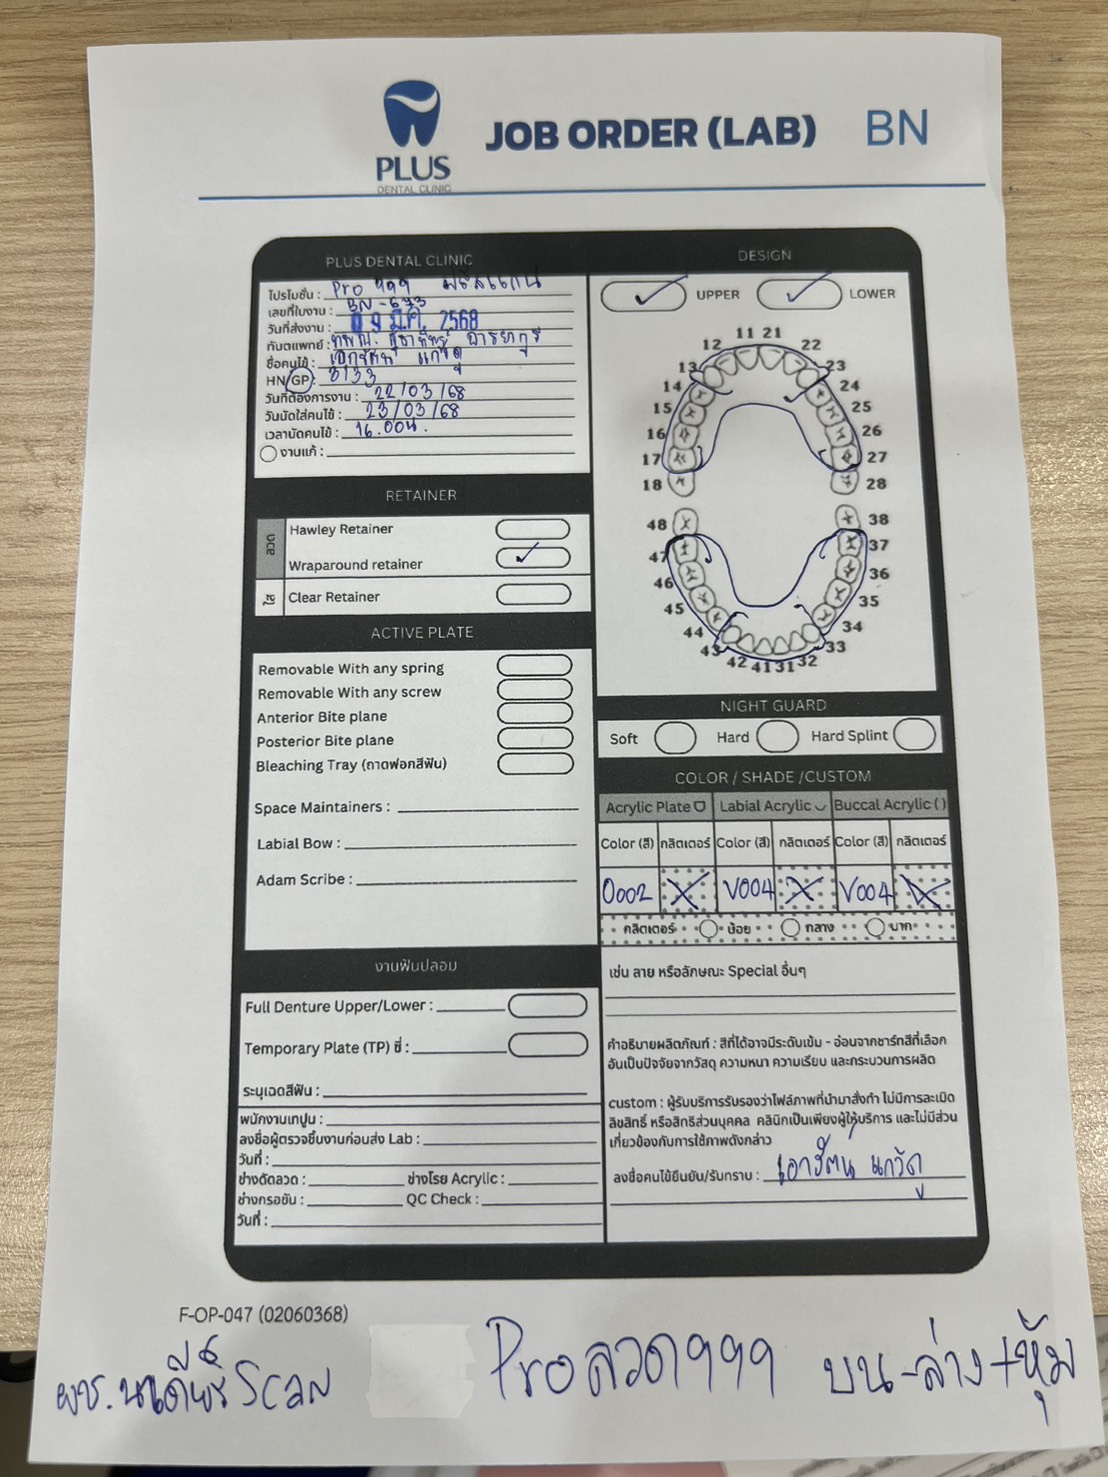 PLUS
DENTAL CLINIC
JOB ORDER (LAB) BN
PLUS DENTAL CLINIC
โปรโมชั่น : Pro 999 ฟรีสแกน
เลขที่ใบงาน : BN-673
วันที่ส่งงาน : 09 มี.ค. 2568
ทันตแพทย์ : ทพญ.
ชื่อคนไข้ :
HN/GP : 3133
วันที่ต้องการงาน : 22/03/68
วันนัดใส่คนไข้ : 23/03/68
เวลานัดคนไข้ : 16.00น.
งานแก้ :
RETAINER
ลวด
Hawley Retainer
Wraparound retainer
ใส
Clear Retainer
ACTIVE PLATE
Removable With any spring
Removable With any screw
Anterior Bite plane
Posterior Bite plane
Bleaching Tray (ถาดฟอกสีฟัน)
Space Maintainers :
Labial Bow :
Adam Scribe :
งานฟันปลอม
Full Denture Upper/Lower :
Temporary Plate (TP) ซี่ :
ระบุเฉดสีฟัน :
พนักงานเทปูน :
ลงชื่อผู้ตรวจชิ้นงานก่อนส่ง Lab :
วันที่ :
ช่างดัดลวด : ช่างโรย Acrylic :
ช่างกรอขัน : QC Check :
วันที่ :
DESIGN
UPPER LOWER
11 21
12 22
13 23
14 24
15 25
16 26
17 27
18 28
48 38
47 37
46 36
45 35
44 34
43 33
42 41 31 32
NIGHT GUARD
Soft Hard Hard Splint
COLOR / SHADE /CUSTOM
Acrylic Plate Labial Acrylic Buccal Acrylic ( )
Color (สี) กลิตเตอร์ Color (สี) กลิตเตอร์ Color (สี) กลิตเตอร์
0002 V004 V004
กลิตเตอร์ น้อย กลาง มาก
เช่น ลาย หรือลักษณะ Special อื่นๆ
คำอธิบายผลิตภัณฑ์ : สีที่ได้อาจมีระดับเข้ม - อ่อนจากชาร์ทสีที่เลือก
อันเป็นปัจจัยจากวัสดุ ความหนา ความเรียบ และกระบวนการผลิต
custom : ผู้รับบริการรับรองว่าไฟล์ภาพที่นำมาสั่งทำ ไม่มีการละเมิด
ลิขสิทธิ์ หรือสิทธิส่วนบุคคล คลินิกเป็นเพียงผู้ให้บริการ และไม่มีส่วน
เกี่ยวข้องกับการใช้ภาพดังกล่าว
ลงชื่อคนไข้ยืนยัน/รับทราบ :
F-OP-047 (02060368)
ผช. Scan
Pro ลวด 999 บน-ล่าง+หุ้ม